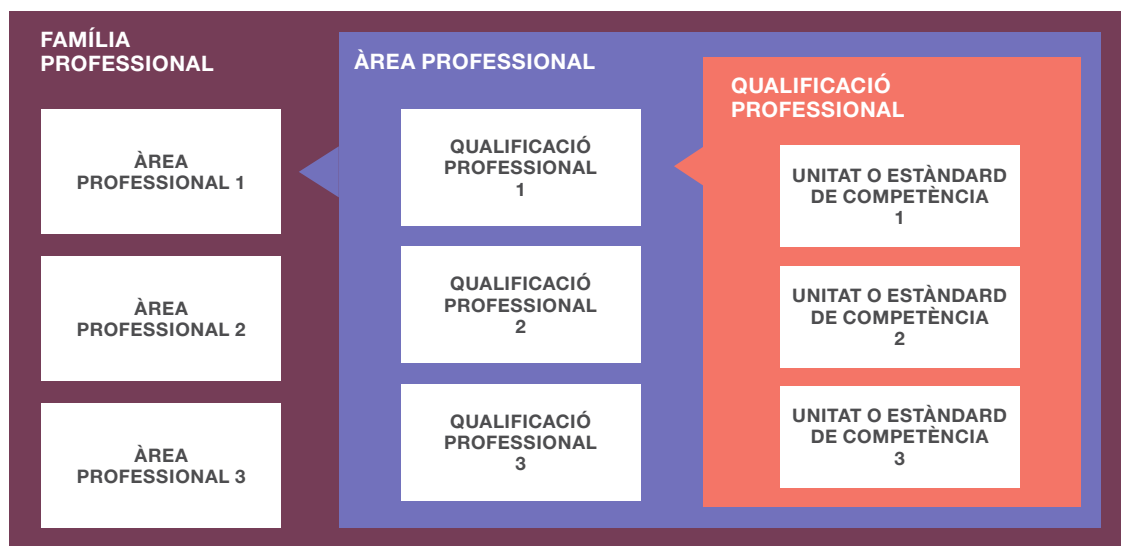 FAMÍLIA
PROFESSIONAL
ÀREA
PROFESSIONAL 1
ÀREA
PROFESSIONAL 2
ÀREA
PROFESSIONAL 3
ÀREA PROFESSIONAL
QUALIFICACIÓ
PROFESSIONAL
1
QUALIFICACIÓ
PROFESSIONAL
2
QUALIFICACIÓ
PROFESSIONAL
3
QUALIFICACIÓ
PROFESSIONAL
UNITAT O ESTÀNDARD
DE COMPETÈNCIA
1
UNITAT O ESTÀNDARD
DE COMPETÈNCIA
2
UNITAT O ESTÀNDARD
DE COMPETÈNCIA
3